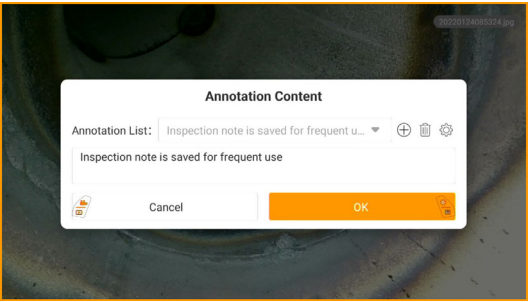 20220124085324.jpg
Annotation Content
Annotation List: Inspection note is saved for frequent u...
Inspection note is saved for frequent use
Cancel OK